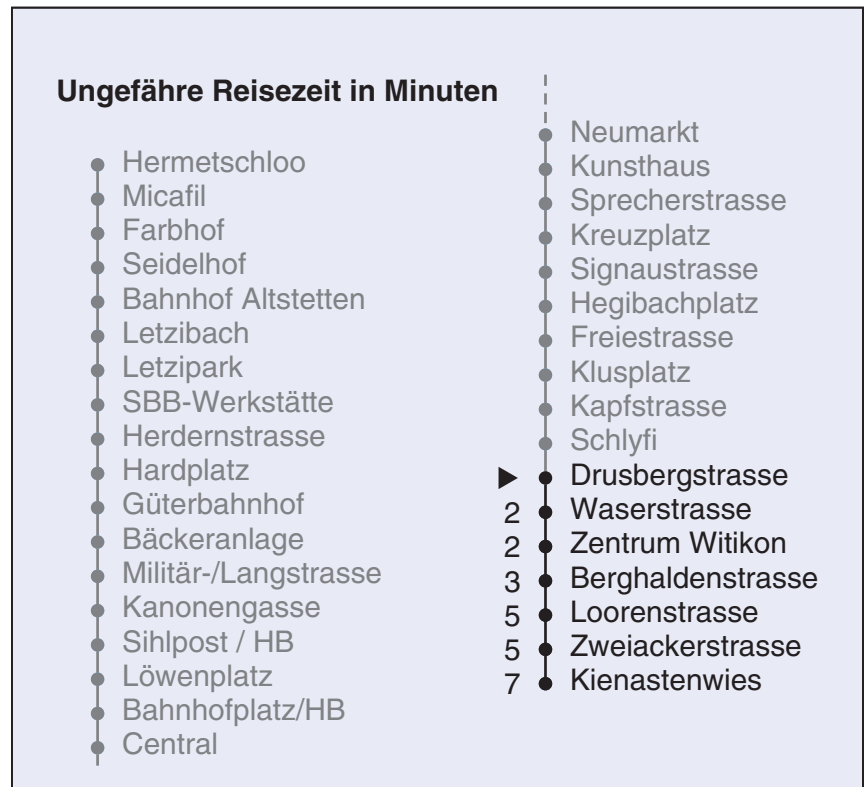 Ungefähre Reisezeit in Minuten
Hermetschloo
Micafil
Farbhof
Seidelhof
Bahnhof Altstetten
Letzibach
Letzipark
SBB-Werkstätte
Herdernstrasse
Hardplatz
Güterbahnhof
Bäckeranlage
Militär-/Langstrasse
Kanonengasse
Sihlpost / HB
Löwenplatz
Bahnhofplatz/HB
Central
Neumarkt
Kunsthaus
Sprecherstrasse
Kreuzplatz
Signaustrasse
Hegibachplatz
Freiestrasse
Klusplatz
Kapfstrasse
Schlyfi
Drusbergstrasse
2 Waserstrasse
2 Zentrum Witikon
3 Berghaldenstrasse
5 Loorenstrasse
5 Zweiackerstrasse
7 Kienastenwies